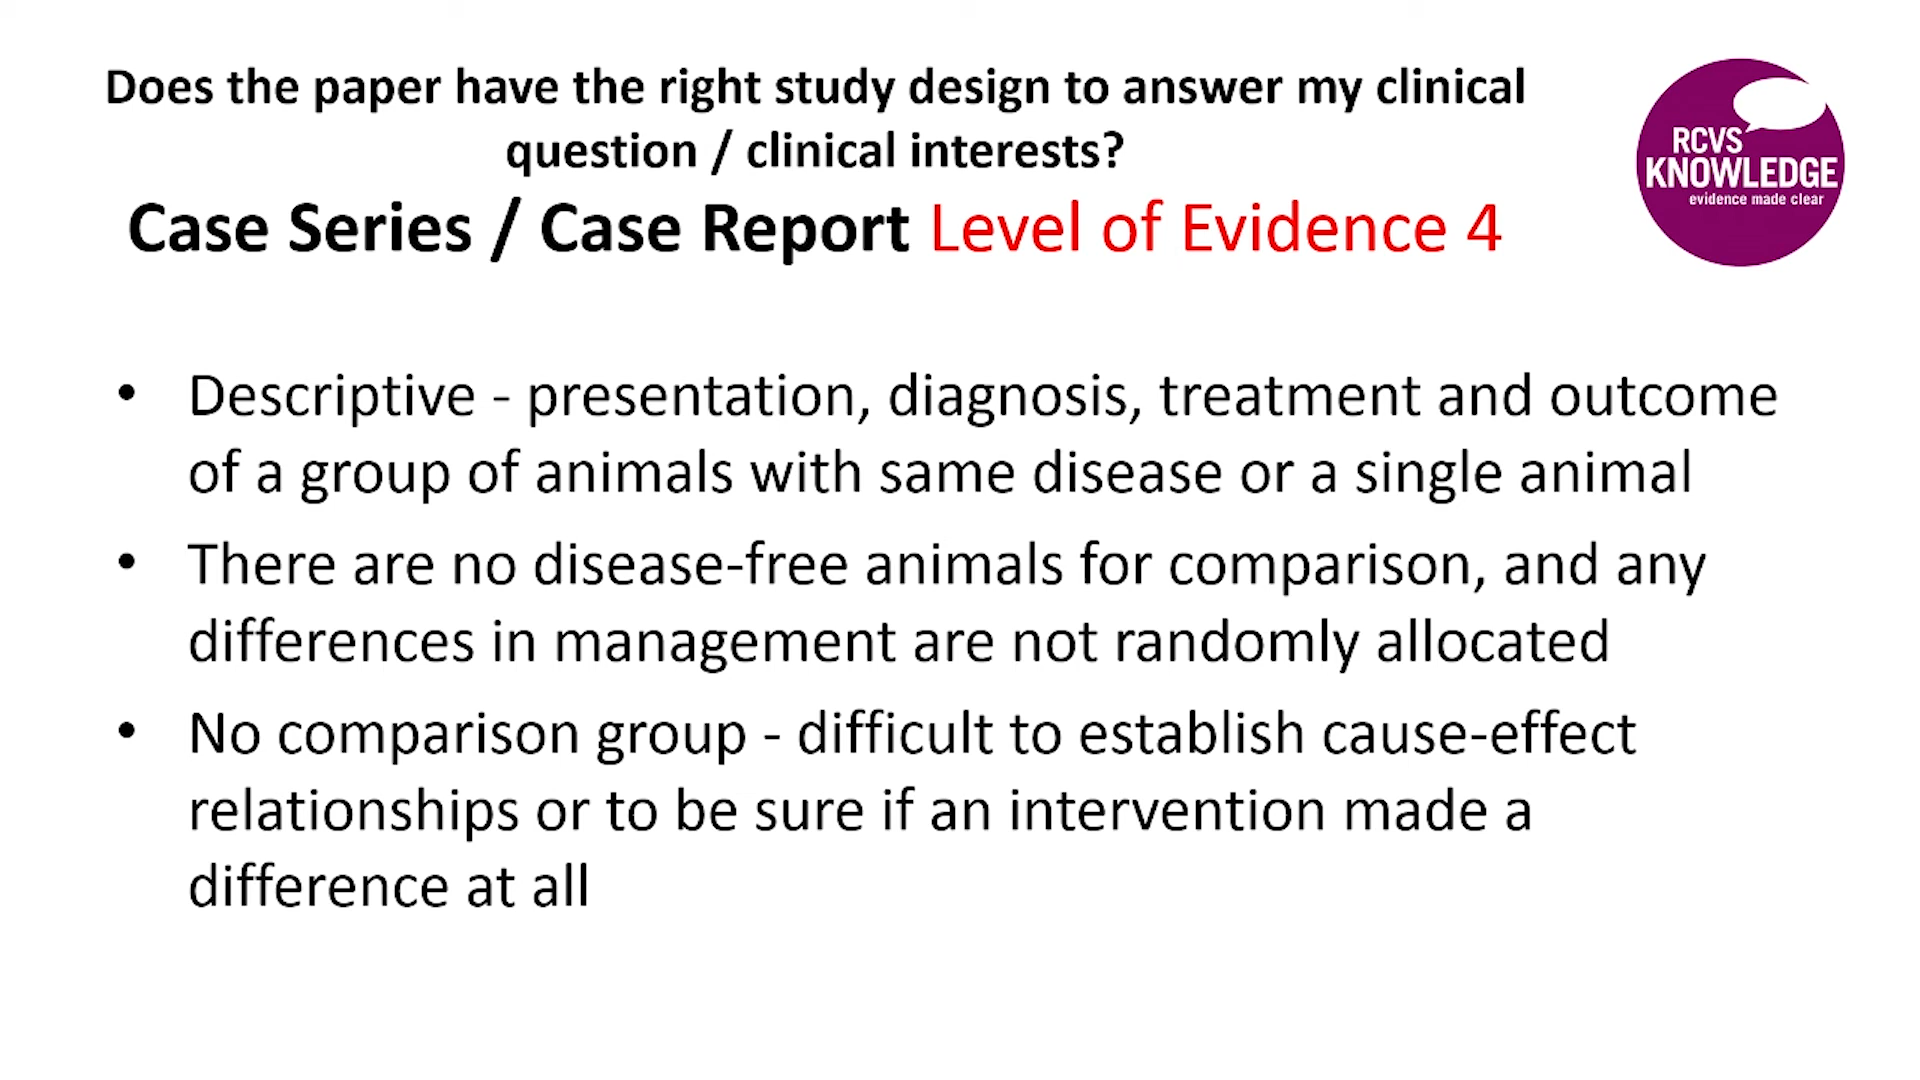 Does the paper have the right study design to answer my clinical
question / clinical interests?
Case Series / Case Report Level of Evidence 4
RCVS
KNOWLEDGE
evidence made clear
• Descriptive - presentation, diagnosis, treatment and outcome
of a group of animals with same disease or a single animal
• There are no disease-free animals for comparison, and any
differences in management are not randomly allocated
• No comparison group - difficult to establish cause-effect
relationships or to be sure if an intervention made a
difference at all